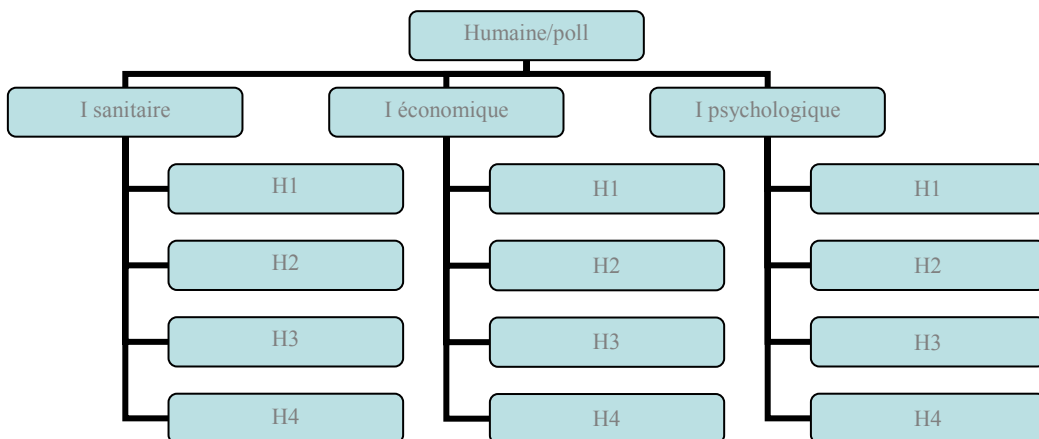 Humaine/poll
I sanitaire
I économique
I psychologique
H1
H1
H1
H2
H2
H2
H3
H3
H3
H4
H4
H4